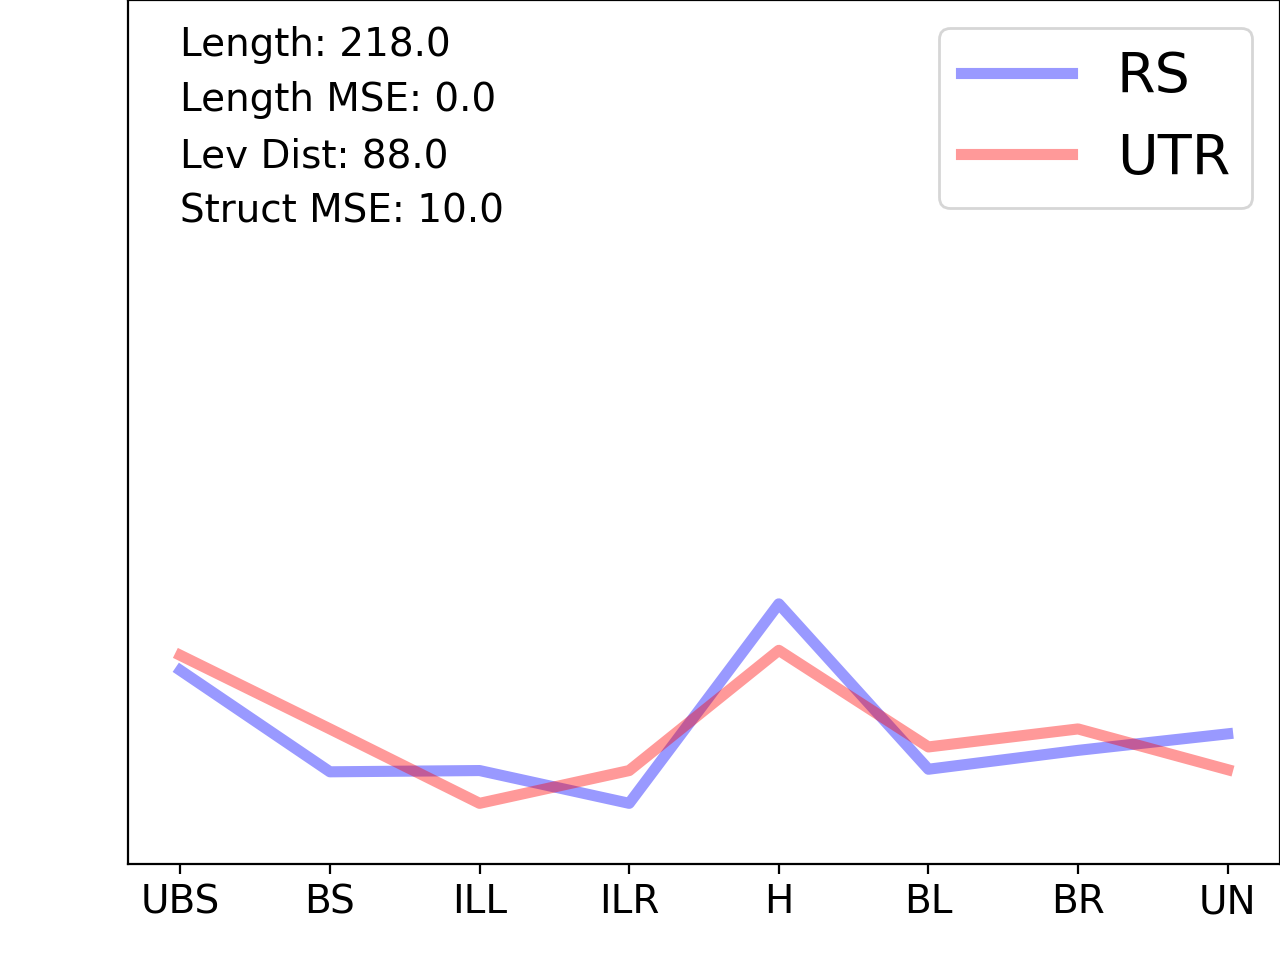 Length: 218.0
Length MSE: 0.0
Lev Dist: 88.0
Struct MSE: 10.0
RS
UTR
UBS BS ILL ILR H BL BR UN